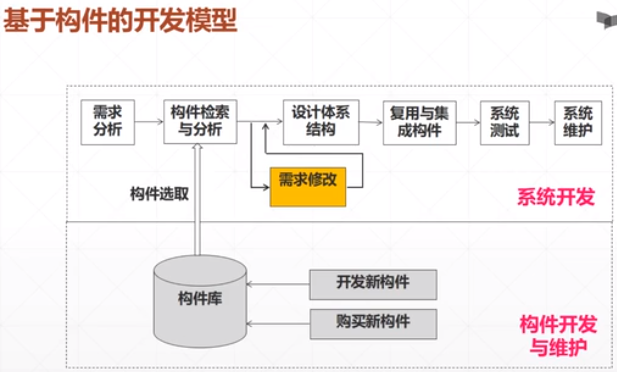 基于构件的开发模型
需求
分析
构件检索
与分析
设计体系
结构
复用与集
成构件
系统
测试
系统
维护
需求修改
构件选取
系统开发
构件库
开发新构件
购买新构件
构件开发
与维护